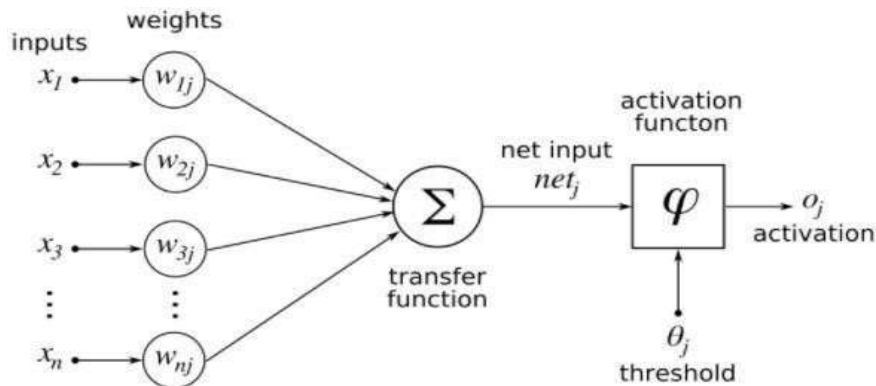 weights
inputs
x₁ w₁ⱼ
x₂ w₂ⱼ
x₃ w₃ⱼ
⋮ ⋮
xₙ wₙⱼ
Σ
transfer
function
net input
netⱼ
activation
functon
φ
oⱼ
activation
θⱼ
threshold